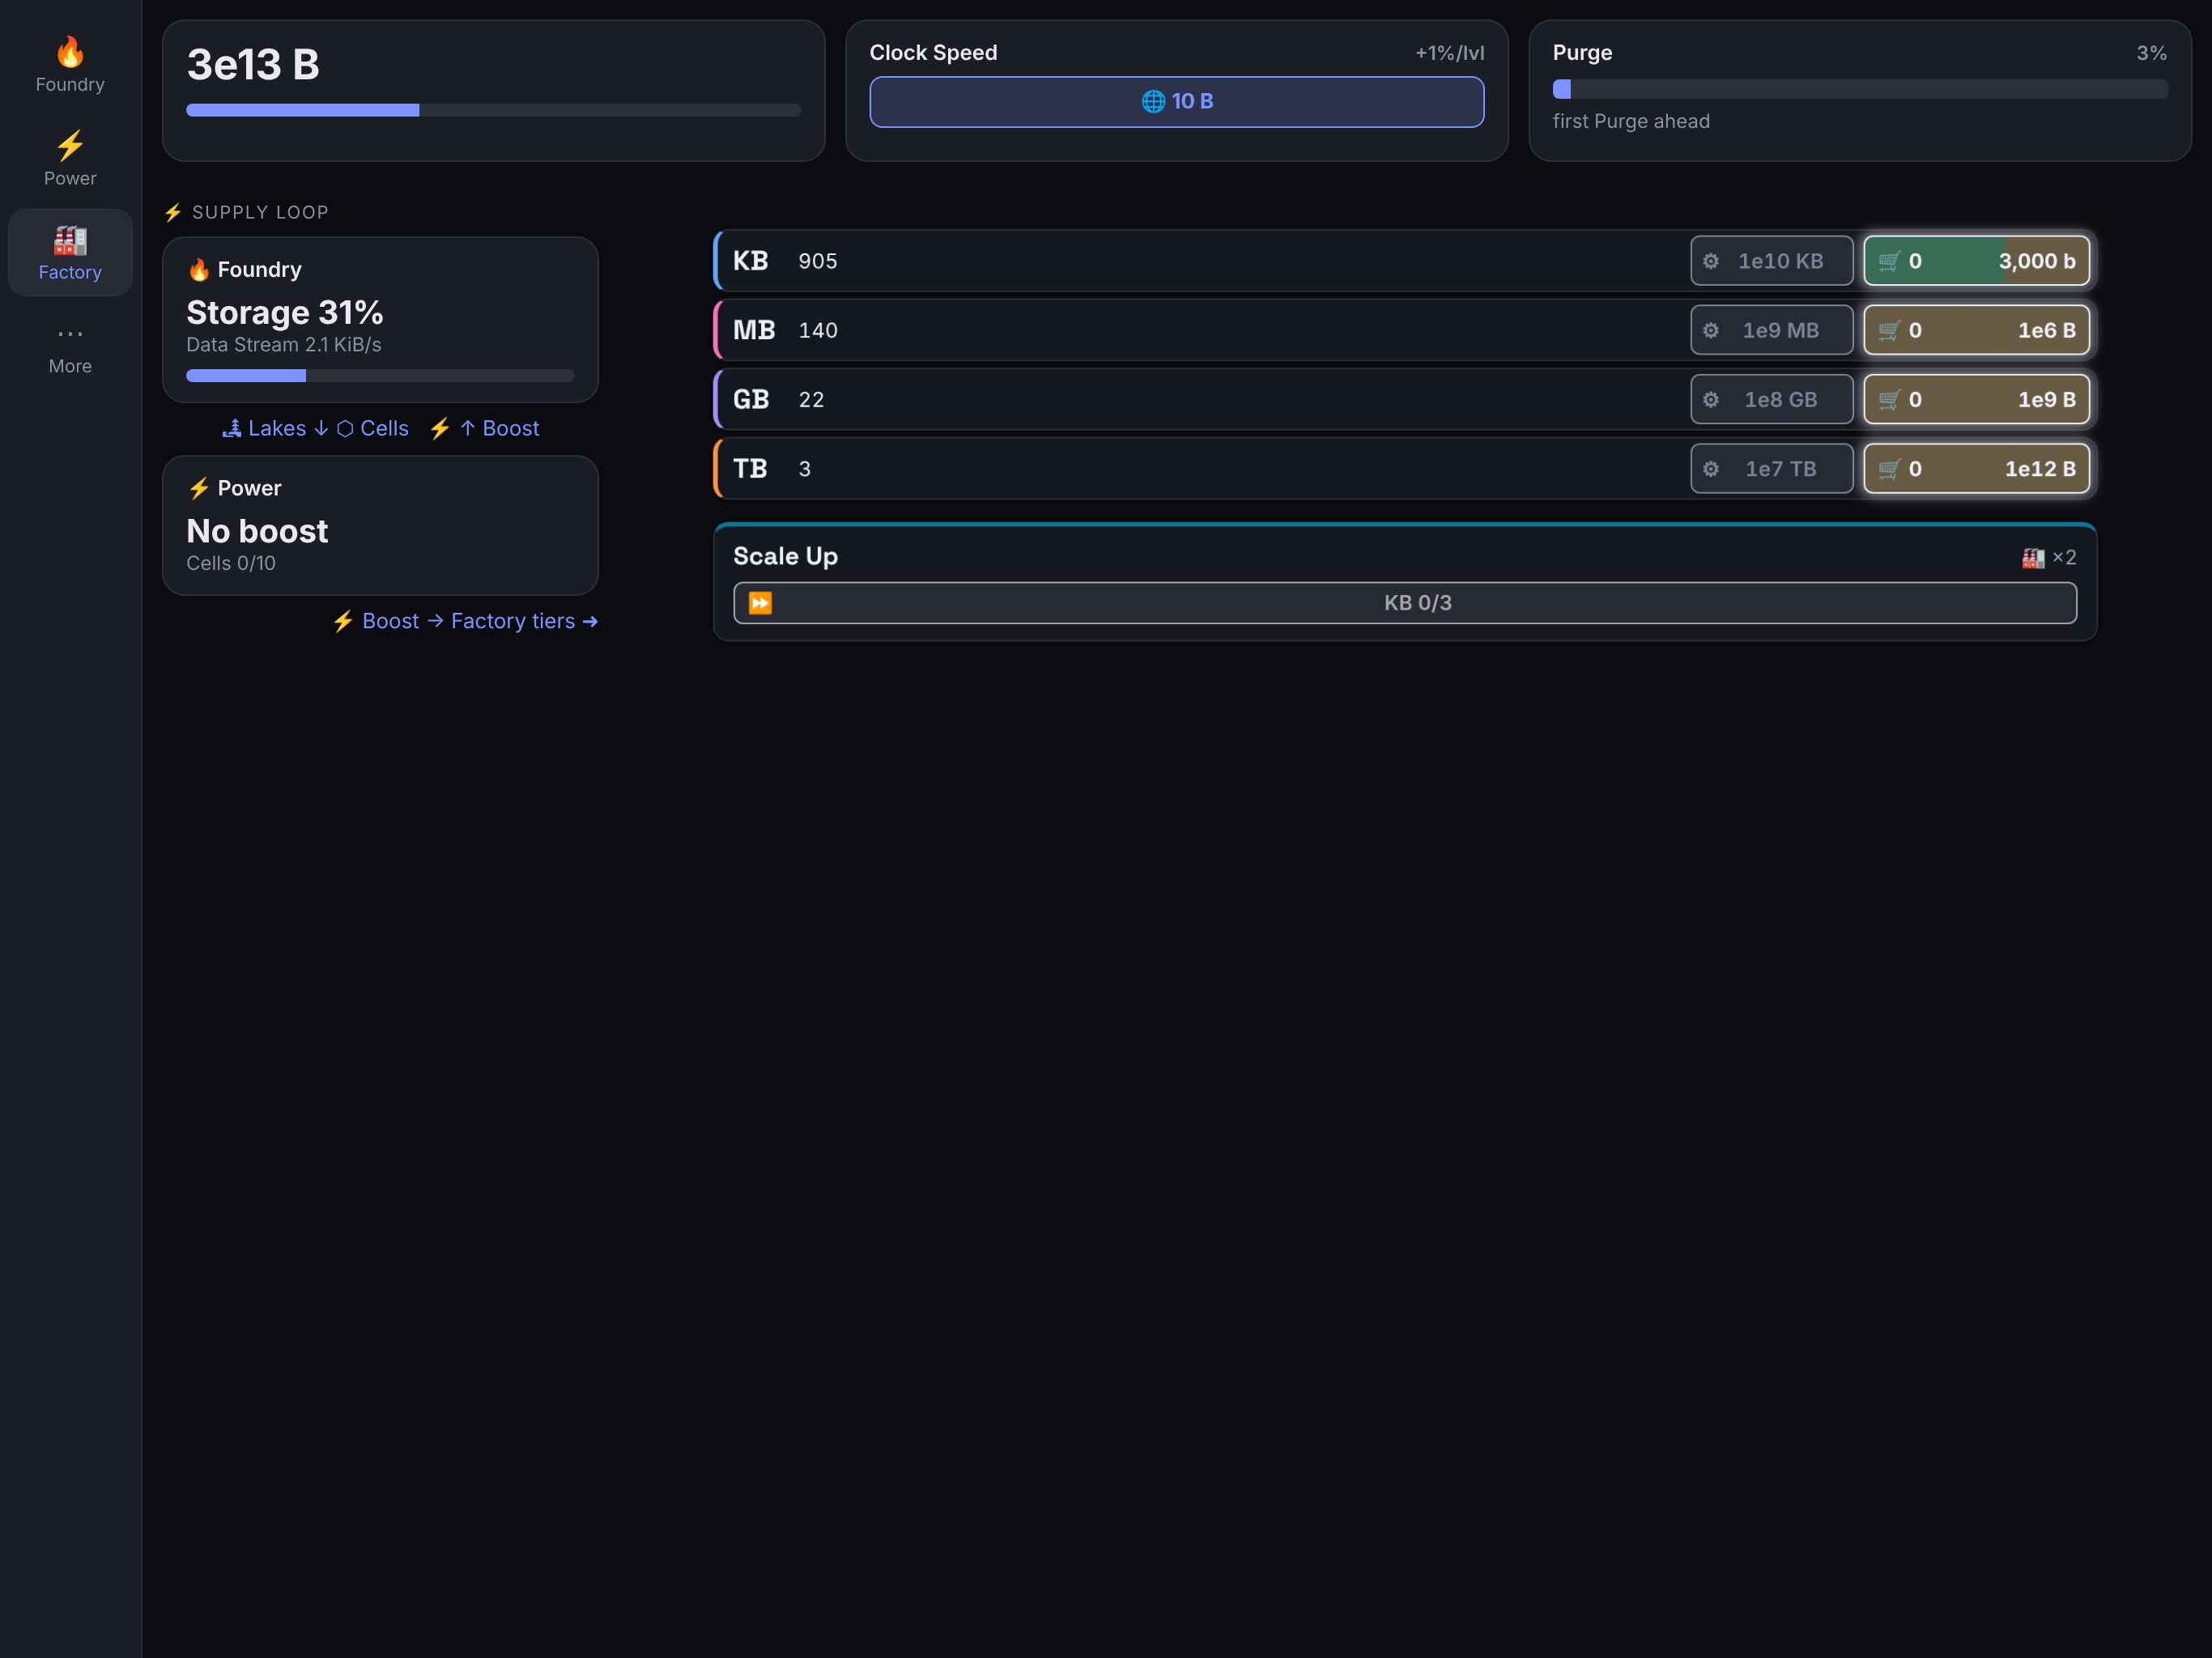 Foundry
Power
Factory
More
3e13 B
Clock Speed +1%/lvl
10 B
Purge 3%
first Purge ahead
SUPPLY LOOP
Foundry
Storage 31%
Data Stream 2.1 KiB/s
Lakes ↓ ⬡ Cells ⚡ ↑ Boost
Power
No boost
Cells 0/10
Boost → Factory tiers ➜
KB 905 1e10 KB 0 3,000 b
MB 140 1e9 MB 0 1e6 B
GB 22 1e8 GB 0 1e9 B
TB 3 1e7 TB 0 1e12 B
Scale Up ×2
KB 0/3